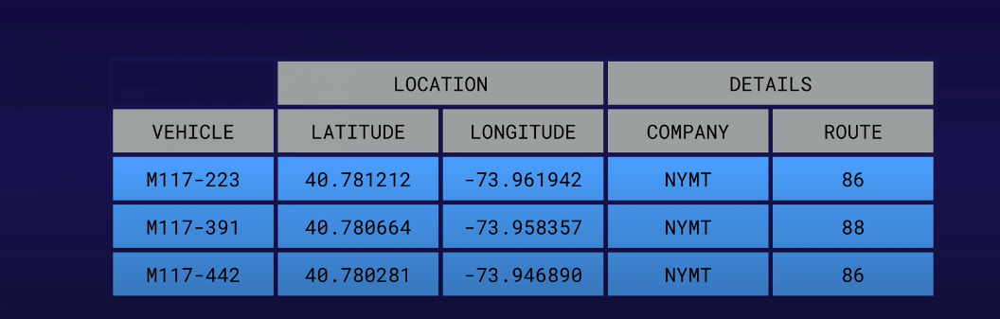 LOCATION DETAILS
VEHICLE LATITUDE LONGITUDE COMPANY ROUTE
M117-223 40.781212 -73.961942 NYMT 86
M117-391 40.780664 -73.958357 NYMT 88
M117-442 40.780281 -73.946890 NYMT 86